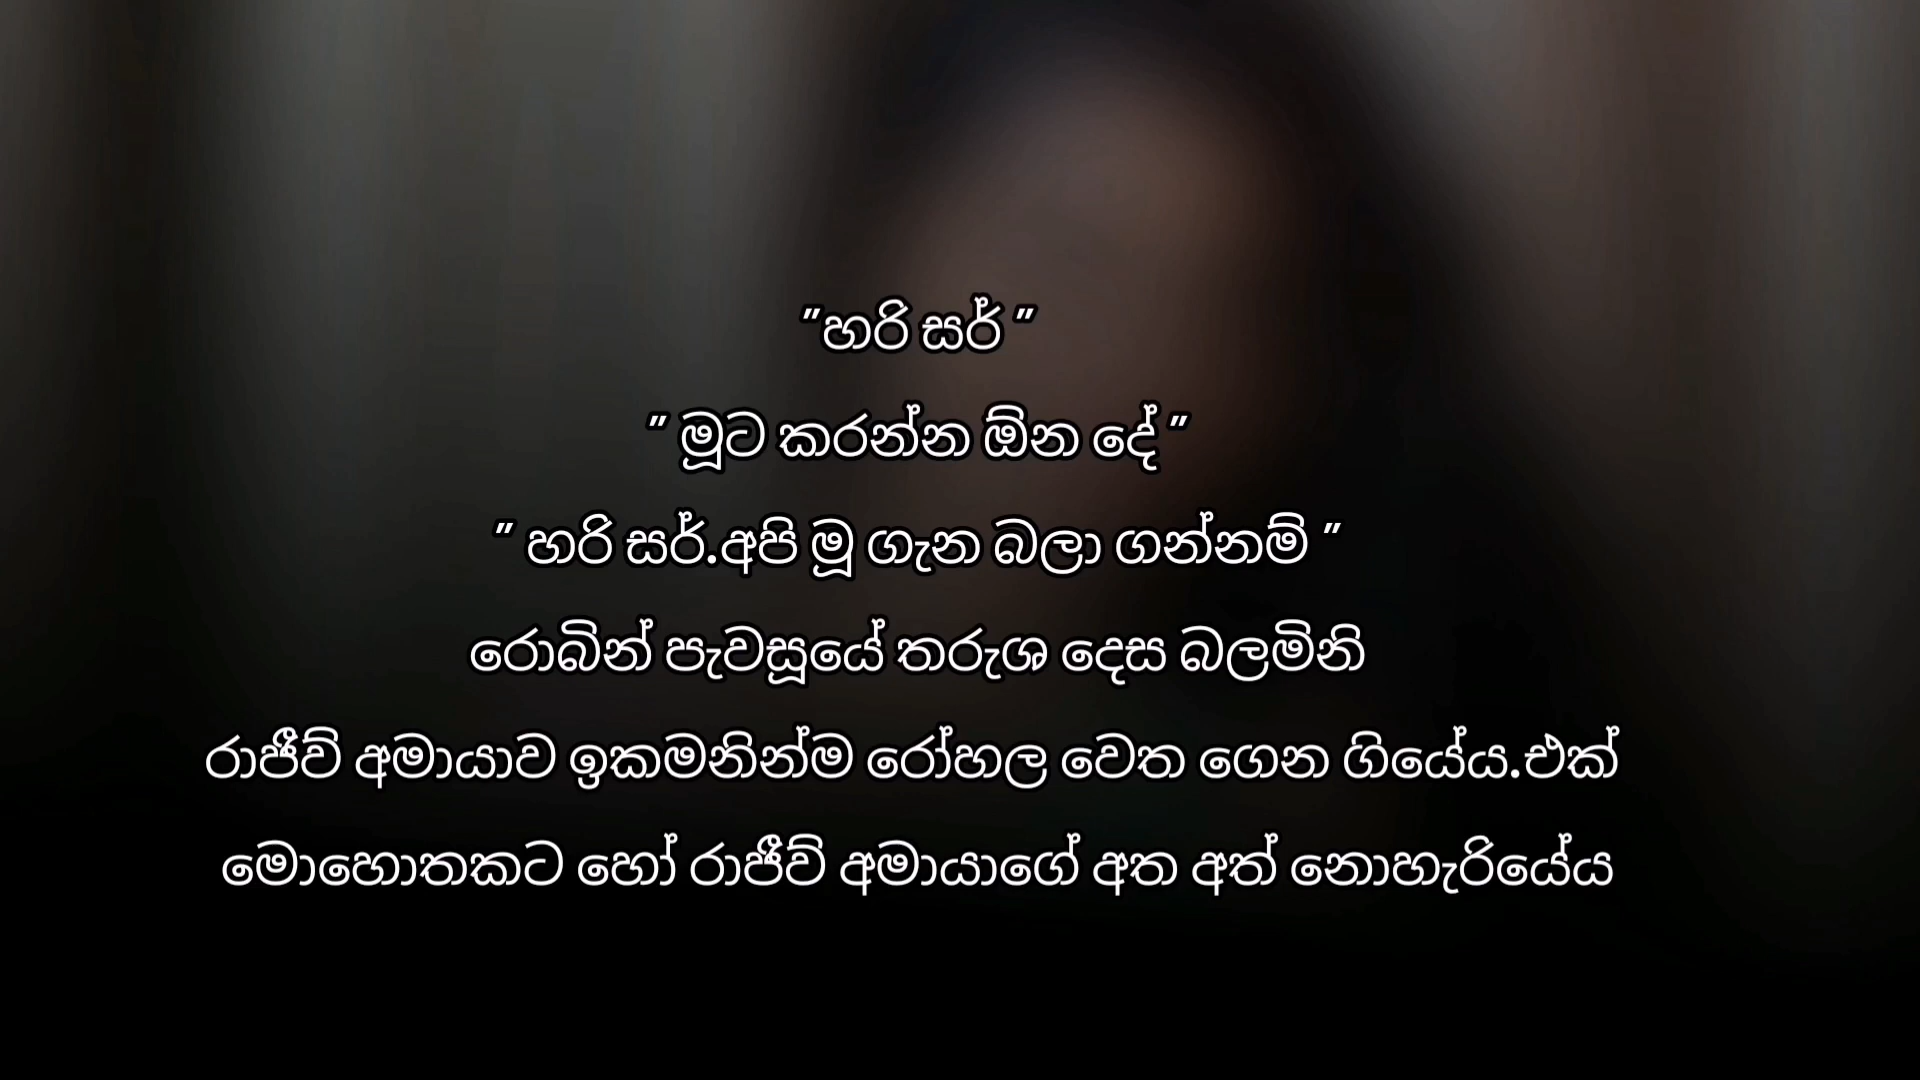 "හරි සර් "
" මූට කරන්න ඕන දේ "
" හරි සර්.අපි මූ ගැන බලා ගන්නම් "
රොබින් පැවසූයේ තරුශ දෙස බලමිනි
රාජීව් අමායාව ඉකමනින්ම රෝහල වෙත ගෙන ගියේය.එක්
මොහොතකට හෝ රාජීව් අමායාගේ අත අත් නොහැරියේය